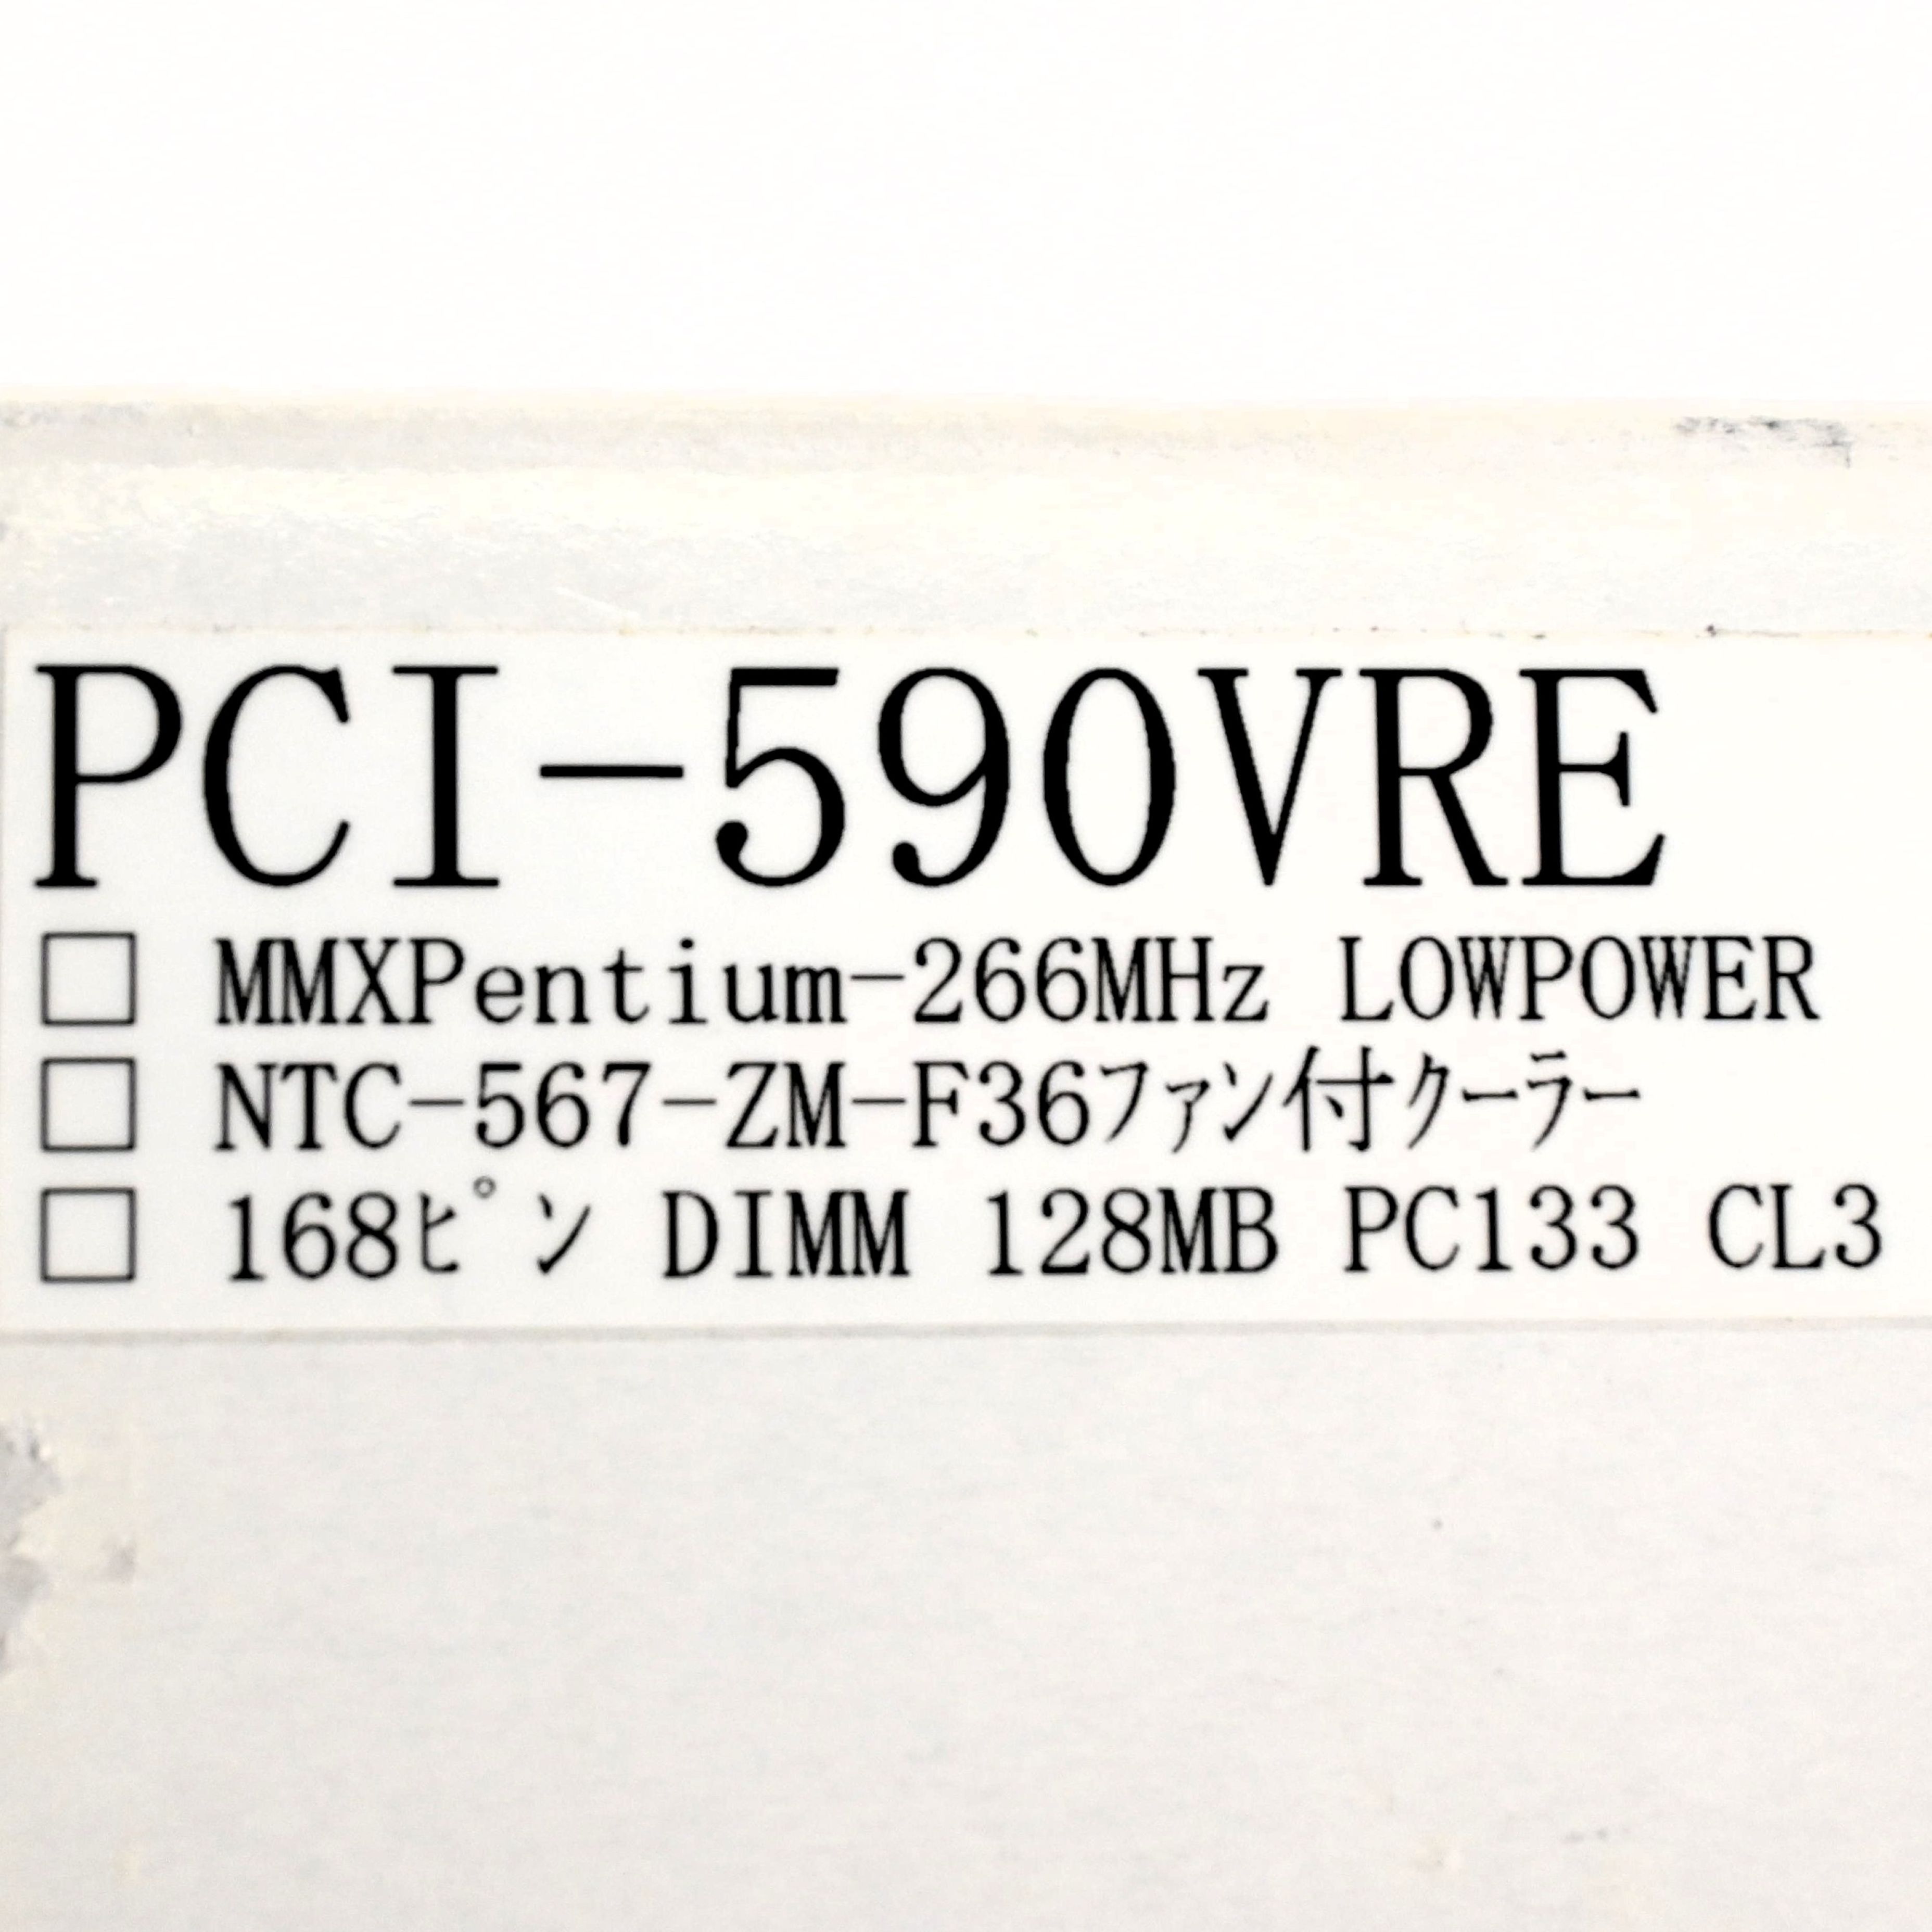 PCI-590VRE
□ MMXPentium-266MHz LOWPOWER
□ NTC-567-ZM-F36ﾌｧﾝ付ｸｰﾗｰ
□ 168ﾋﾟﾝ DIMM 128MB PC133 CL3